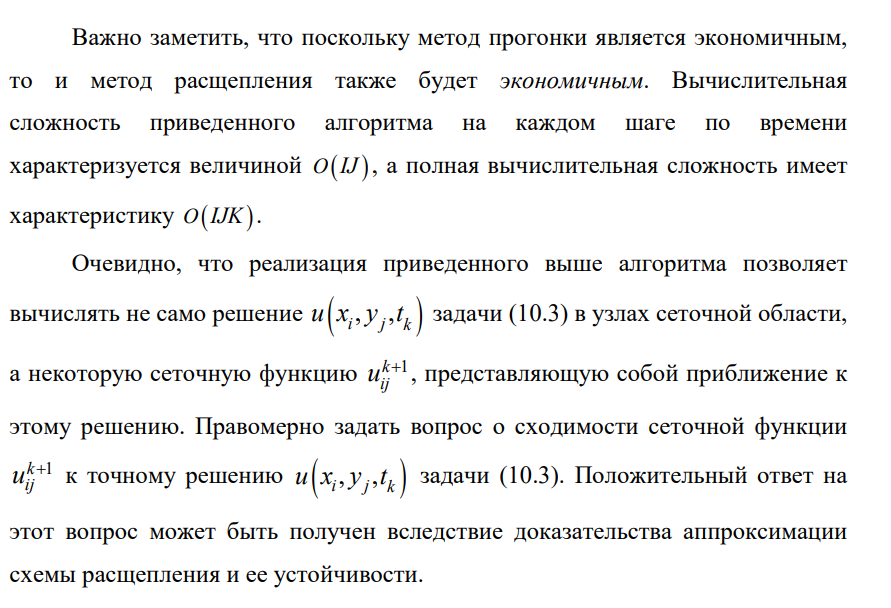 Важно заметить, что поскольку метод прогонки является экономичным,
то и метод расщепления также будет экономичным. Вычислительная
сложность приведенного алгоритма на каждом шаге по времени
характеризуется величиной O(IJ), а полная вычислительная сложность имеет
характеристику O(IJK).
Очевидно, что реализация приведенного выше алгоритма позволяет
вычислять не само решение u(x_i, y_j, t_k) задачи (10.3) в узлах сеточной области,
а некоторую сеточную функцию u_{ij}^{k+1}, представляющую собой приближение к
этому решению. Правомерно задать вопрос о сходимости сеточной функции
u_{ij}^{k+1} к точному решению u(x_i, y_j, t_k) задачи (10.3). Положительный ответ на
этот вопрос может быть получен вследствие доказательства аппроксимации
схемы расщепления и ее устойчивости.